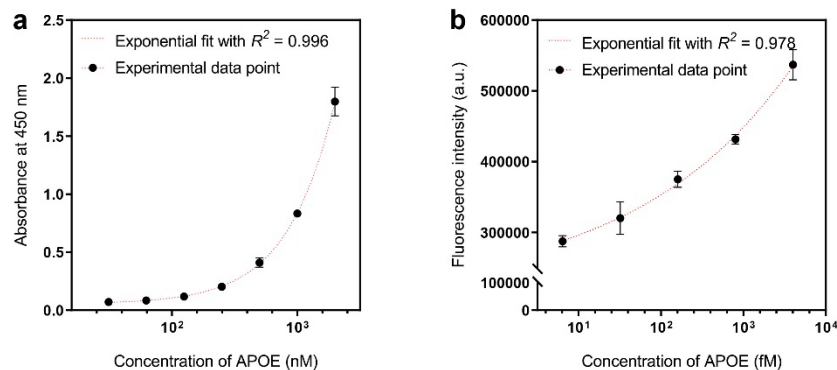 a
Exponential fit with R² = 0.996
Experimental data point
Absorbance at 450 nm
2.5
2.0
1.5
1.0
0.5
0.0
10²
10³
Concentration of APOE (nM)
b
Exponential fit with R² = 0.978
Experimental data point
Fluorescence intensity (a.u.)
600000
500000
400000
300000
100000
0
10¹
10²
10³
10⁴
Concentration of APOE (fM)